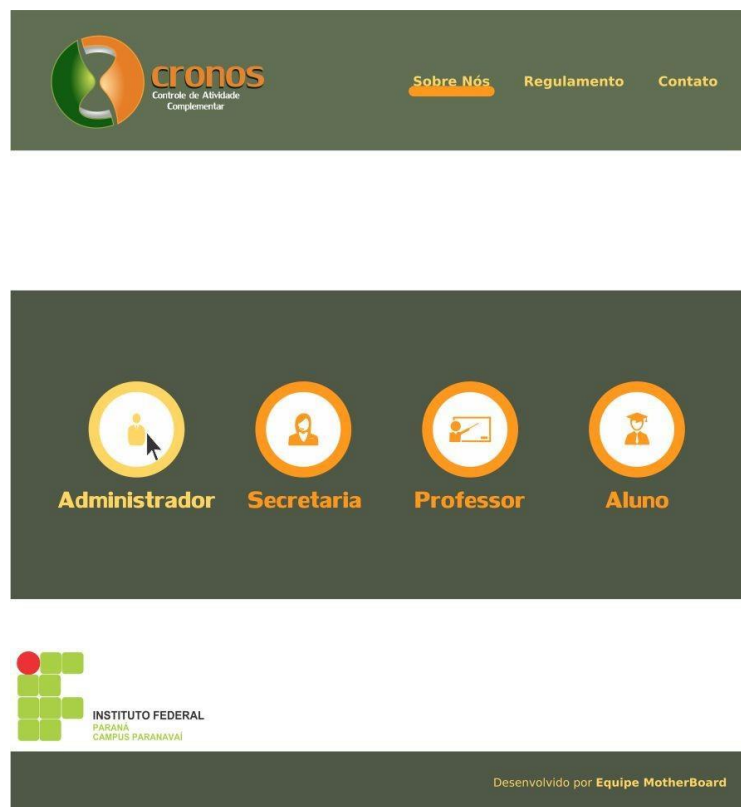 cronos
Controle de Atividade
Complementar
Sobre Nós Regulamento Contato
Administrador Secretaria Professor Aluno
INSTITUTO FEDERAL
PARANÁ
CAMPUS PARANAVAÍ
Desenvolvido por Equipe MotherBoard